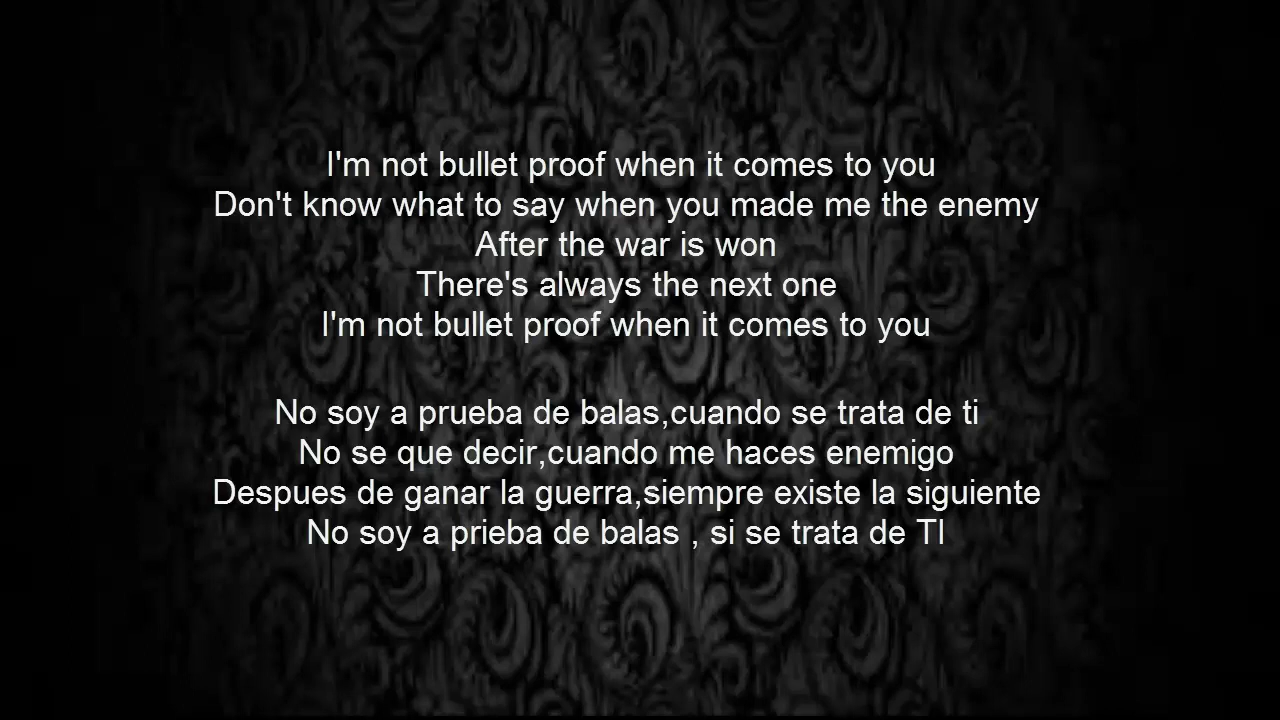 I'm not bullet proof when it comes to you
Don't know what to say when you made me the enemy
After the war is won
There's always the next one
I'm not bullet proof when it comes to you
No soy a prueba de balas,cuando se trata de ti
No se que decir,cuando me haces enemigo
Despues de ganar la guerra,siempre existe la siguiente
No soy a prieba de balas , si se trata de TI